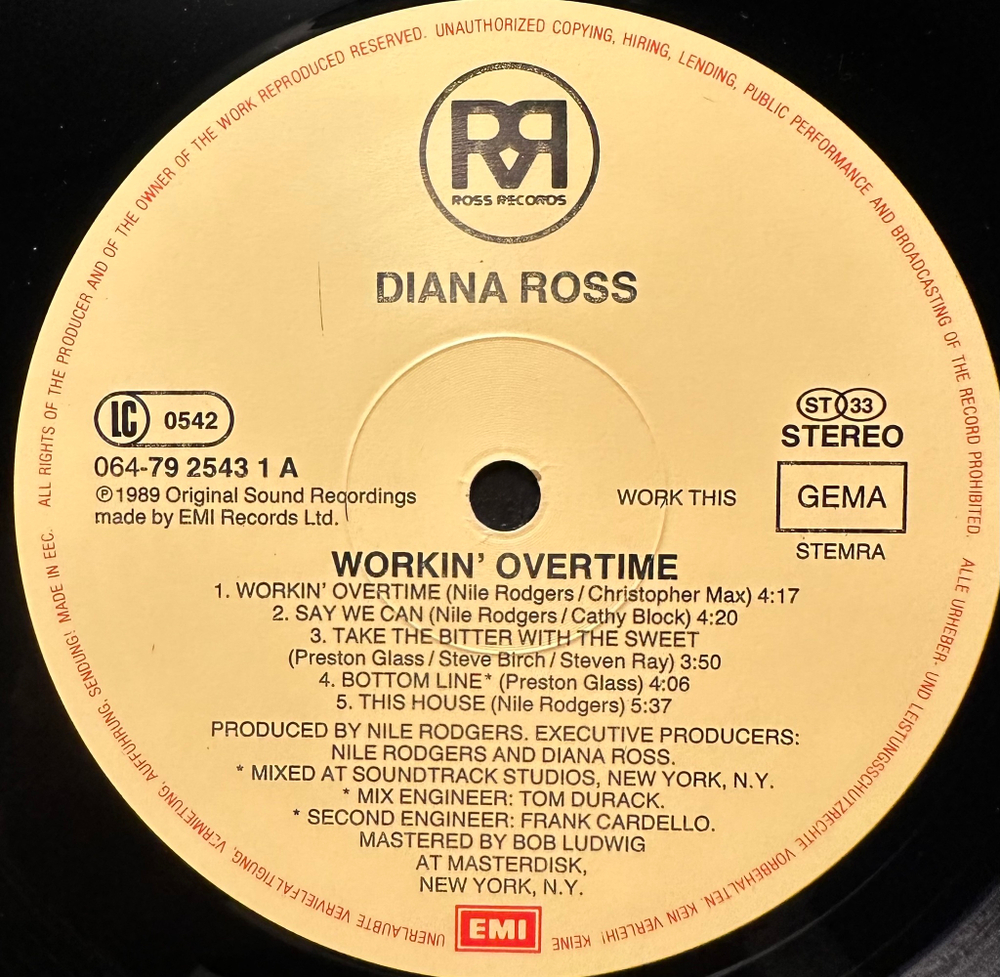 ALL RIGHTS OF THE PRODUCER AND OF THE OWNER OF THE WORK REPRODUCED RESERVED. UNAUTHORIZED COPYING, HIRING, LENDING, PUBLIC PERFORMANCE AND BROADCASTING OF THE RECORD PROHIBITED.
RR
ROSS RECORDS
DIANA ROSS
LC 0542
064-79 2543 1 A
℗1989 Original Sound Recordings
made by EMI Records Ltd.
ST 33
STEREO
WORK THIS
GEMA
STEMRA
WORKIN' OVERTIME
1. WORKIN' OVERTIME (Nile Rodgers / Christopher Max) 4:17
2. SAY WE CAN (Nile Rodgers / Cathy Block) 4:20
3. TAKE THE BITTER WITH THE SWEET
(Preston Glass / Steve Birch / Steven Ray) 3:50
4. BOTTOM LINE* (Preston Glass) 4:06
5. THIS HOUSE (Nile Rodgers) 5:37
PRODUCED BY NILE RODGERS. EXECUTIVE PRODUCERS:
NILE RODGERS AND DIANA ROSS.
* MIXED AT SOUNDTRACK STUDIOS, NEW YORK, N.Y.
* MIX ENGINEER: TOM DURACK.
* SECOND ENGINEER: FRANK CARDELLO.
MASTERED BY BOB LUDWIG
AT MASTERDISK,
NEW YORK, N.Y.
EMI
ALLE URHEBER- UND LEISTUNGSSCHUTZRECHTE VORBEHALTEN. KEIN VERLEIH! KEINE UNERLAUBTE VERVIELFÄLTIGUNG, VERMIETUNG, AUFFÜHRUNG, SENDUNG! MADE IN EEC.